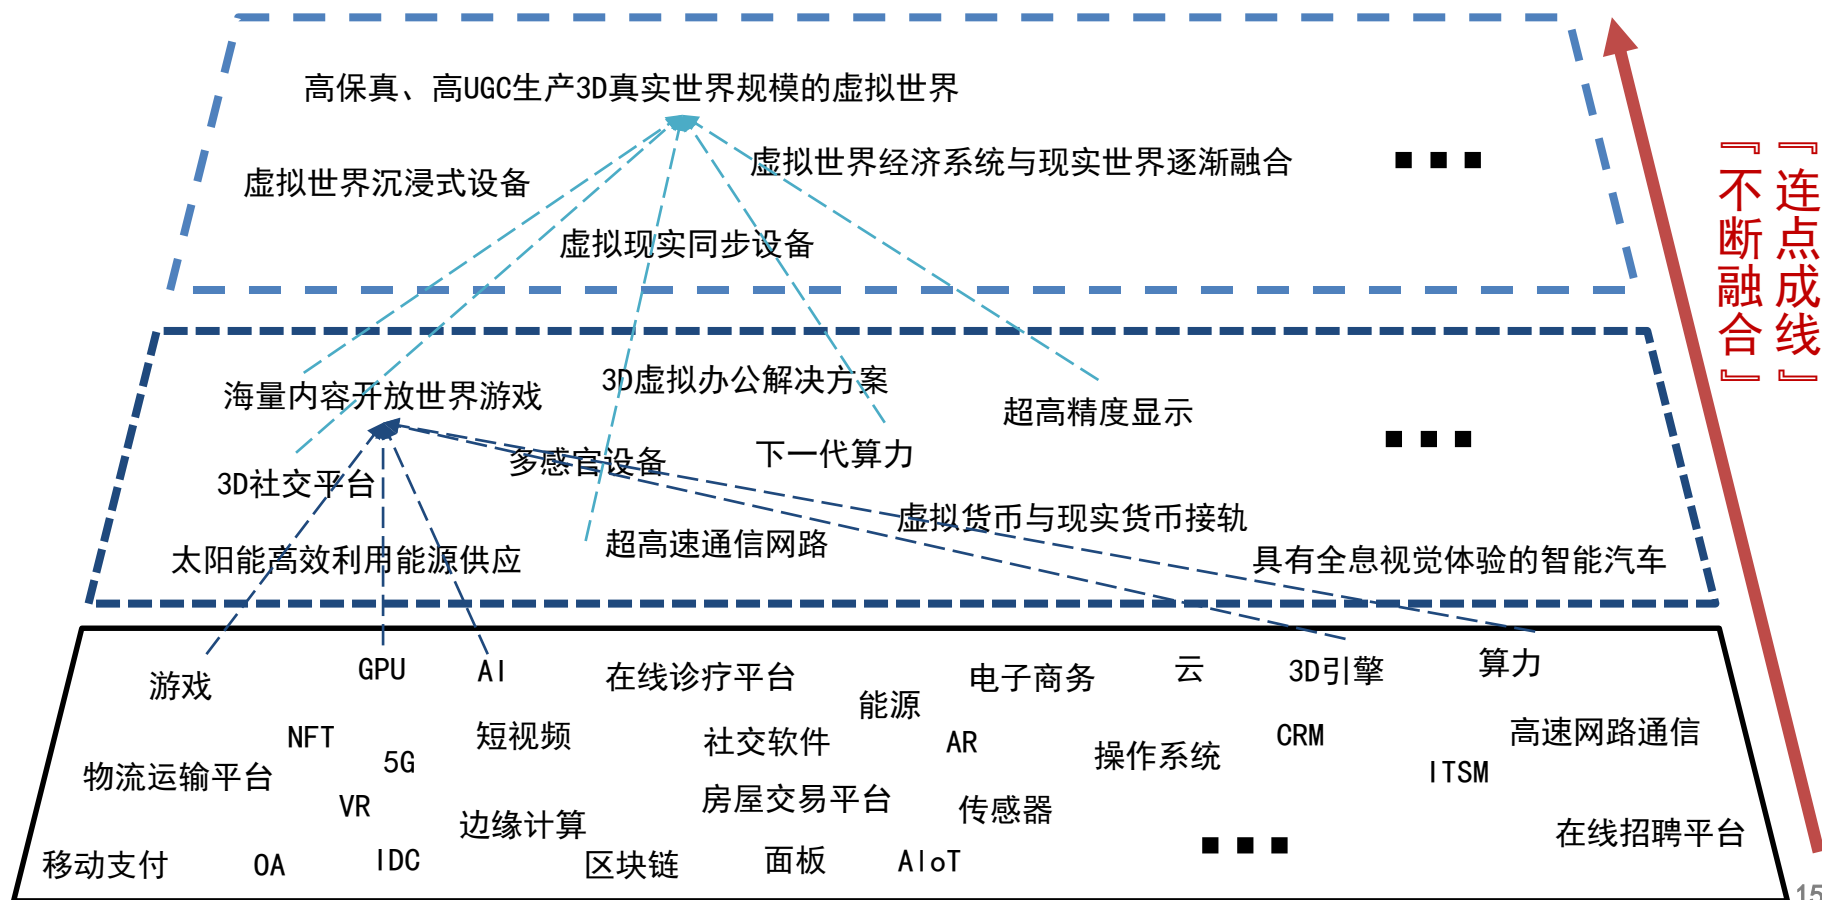 高保真、高UGC生产3D真实世界规模的虚拟世界
虚拟世界经济系统与现实世界逐渐融合
虚拟世界沉浸式设备
虚拟现实同步设备
『连点成线』
『不断融合』
3D虚拟办公解决方案
海量内容开放世界游戏
超高精度显示
下一代算力
多感官设备
3D社交平台
虚拟货币与现实货币接轨
超高速通信网路
太阳能高效利用能源供应
具有全息视觉体验的智能汽车
游戏
GPU
AI
在线诊疗平台
能源
电子商务
云
3D引擎
算力
NFT
5G
短视频
社交软件
AR
操作系统
CRM
高速网路通信
物流运输平台
VR
边缘计算
房屋交易平台
传感器
ITSM
移动支付
OA
IDC
区块链
面板
AIoT
在线招聘平台
15